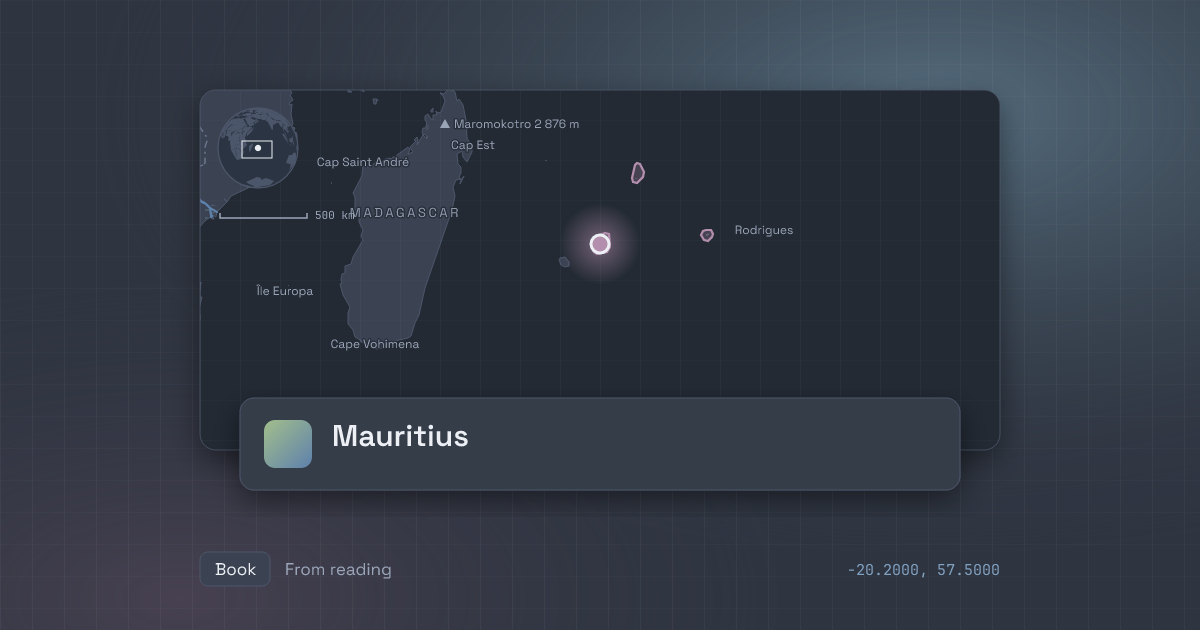 Maromokotro 2 876 m
Cap Est
Cap Saint André
500 km
MADAGASCAR
Rodrigues
Île Europa
Cape Vohimena
Mauritius
Book
From reading
-20.2000, 57.5000